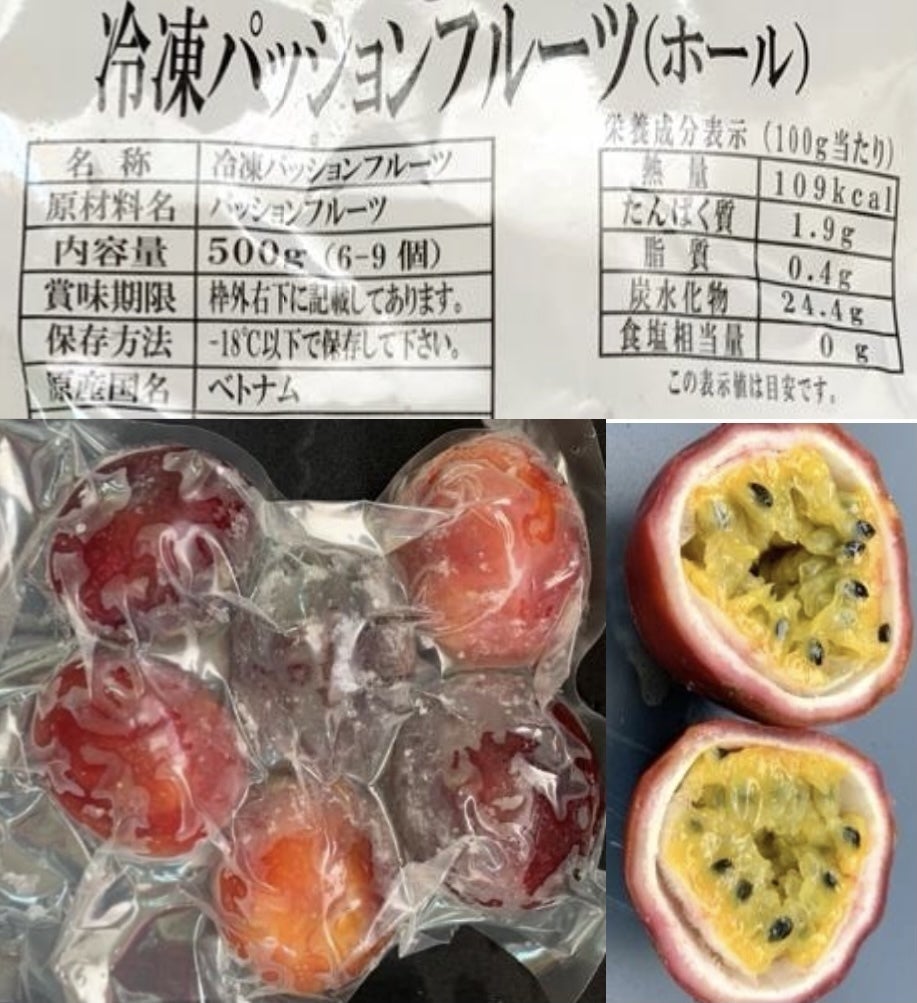 冷凍パッションフルーツ(ホール)
名 称 冷凍パッションフルーツ
原材料名 パッションフルーツ
内容量 500g (6-9 個)
賞味期限 枠外右下に記載してあります。
保存方法 -18℃以下で保存して下さい。
原産国名 ベトナム
栄養成分表示 (100g当たり)
熱 量 109kcal
たんぱく質 1.9g
脂 質 0.4g
炭水化物 24.4g
食塩相当量 0 g
この表示値は目安です。